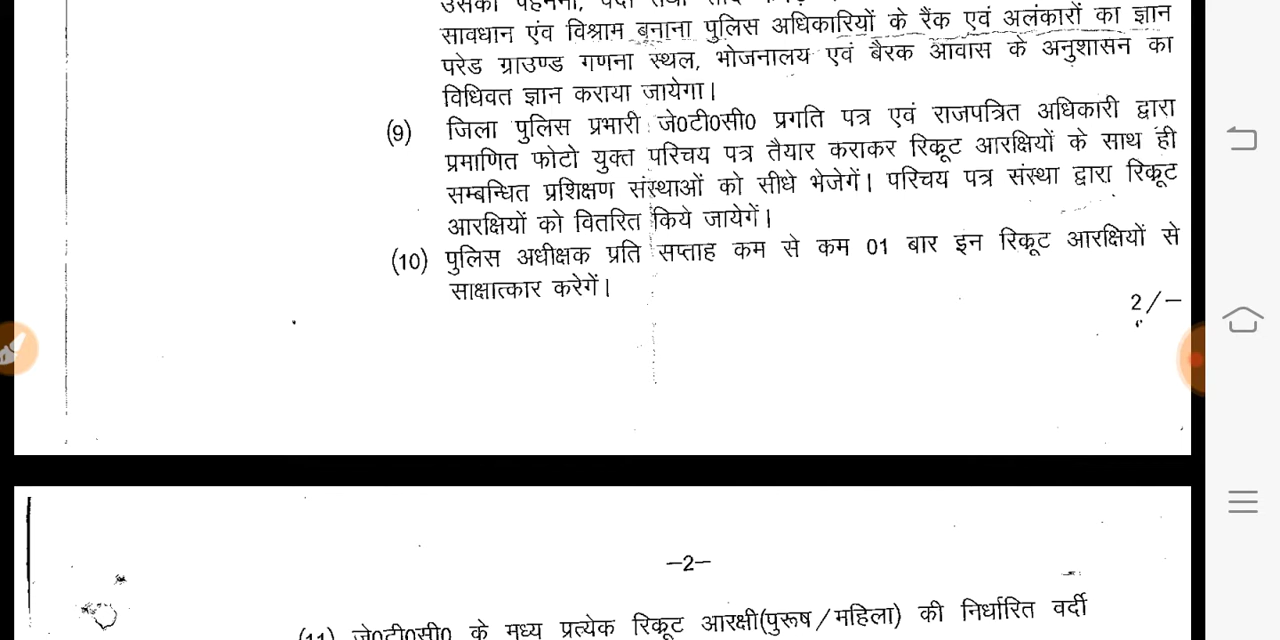 उसको पहनना,
सावधान एंव विश्राम बनाना पुलिस अधिकारियों के रैंक एवं अलंकारों का ज्ञान
परेड ग्राउण्ड गणना स्थल, भोजनालय एवं बैरक आवास के अनुशासन का
विधिवत ज्ञान कराया जायेगा।
(9) जिला पुलिस प्रभारी जे0टी0सी0 प्रगति पत्र एवं राजपत्रित अधिकारी द्वारा
प्रमाणित फोटो युक्त परिचय पत्र तैयार कराकर रिकूट आरक्षियों के साथ ही
सम्बन्धित प्रशिक्षण संस्थाओं को सीधे भेजेगें। परिचय पत्र संस्था द्वारा रिकूट
आरक्षियों को वितरित किये जायेगें।
(10) पुलिस अधीक्षक प्रति सप्ताह कम से कम 01 बार इन रिकूट आरक्षियों से
साक्षात्कार करेगें।
2/—
—2—
(11) जे0टी0सी0 के मध्य प्रत्येक रिकूट आरक्षी(पुरूष/महिला) की निर्धारित वर्दी